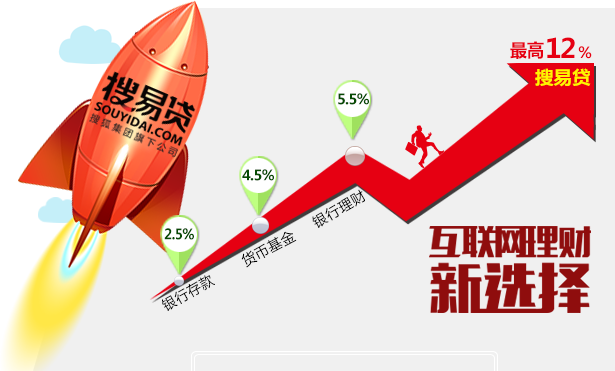 搜易贷
SOUYIDAI.COM
搜狐集团旗下公司
最高12%
搜易贷
5.5%
4.5%
2.5%
银行理财
货币基金
银行存款
互联网理财
新选择